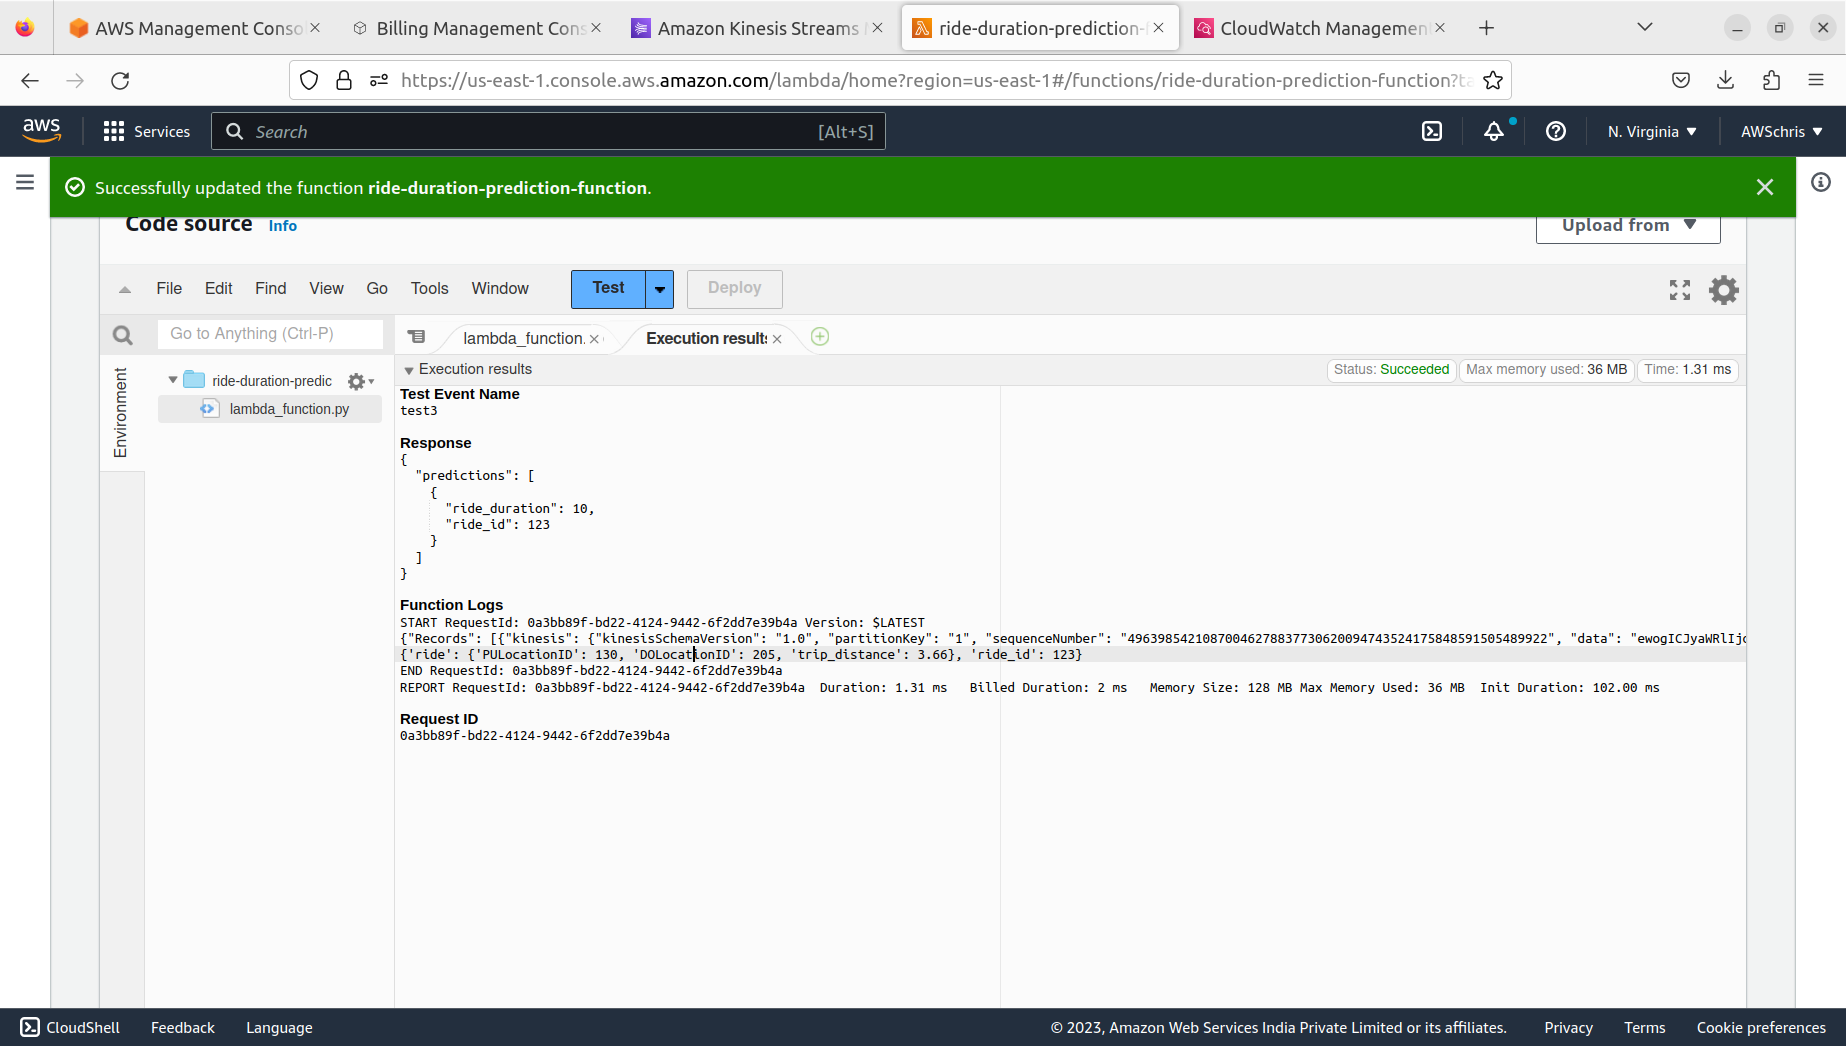 AWS Management Conso
Billing Management Cons
Amazon Kinesis Streams
ride-duration-prediction-
CloudWatch Managemen
https://us-east-1.console.aws.amazon.com/lambda/home?region=us-east-1#/functions/ride-duration-prediction-function?ta
aws
Services
Search
[Alt+S]
N. Virginia
AWSchris
Successfully updated the function ride-duration-prediction-function.
Code source Info
Upload from
File Edit Find View Go Tools Window
Test
Deploy
Go to Anything (Ctrl-P)
lambda_function.
Execution results
Environment
ride-duration-predic
lambda_function.py
Execution results
Status: Succeeded
Max memory used: 36 MB
Time: 1.31 ms
Test Event Name
test3
Response
{
"predictions": [
{
"ride_duration": 10,
"ride_id": 123
}
]
}
Function Logs
START RequestId: 0a3bb89f-bd22-4124-9442-6f2dd7e39b4a Version: $LATEST
{"Records": [{"kinesis": {"kinesisSchemaVersion": "1.0", "partitionKey": "1", "sequenceNumber": "49639854210870046278837730620094743524175848591505489922", "data": "ewogICJyaWRlIjo
{'ride': {'PULocationID': 130, 'DOLocationID': 205, 'trip_distance': 3.66}, 'ride_id': 123}
END RequestId: 0a3bb89f-bd22-4124-9442-6f2dd7e39b4a
REPORT RequestId: 0a3bb89f-bd22-4124-9442-6f2dd7e39b4a Duration: 1.31 ms Billed Duration: 2 ms Memory Size: 128 MB Max Memory Used: 36 MB Init Duration: 102.00 ms
Request ID
0a3bb89f-bd22-4124-9442-6f2dd7e39b4a
CloudShell
Feedback
Language
© 2023, Amazon Web Services India Private Limited or its affiliates.
Privacy
Terms
Cookie preferences